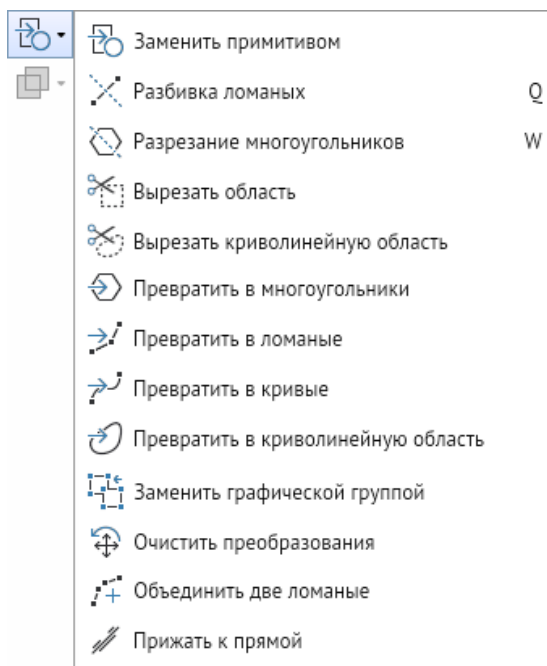 Заменить примитивом
Разбивка ломаных Q
Разрезание многоугольников W
Вырезать область
Вырезать криволинейную область
Превратить в многоугольники
Превратить в ломаные
Превратить в кривые
Превратить в криволинейную область
Заменить графической группой
Очистить преобразования
Объединить две ломаные
Прижать к прямой